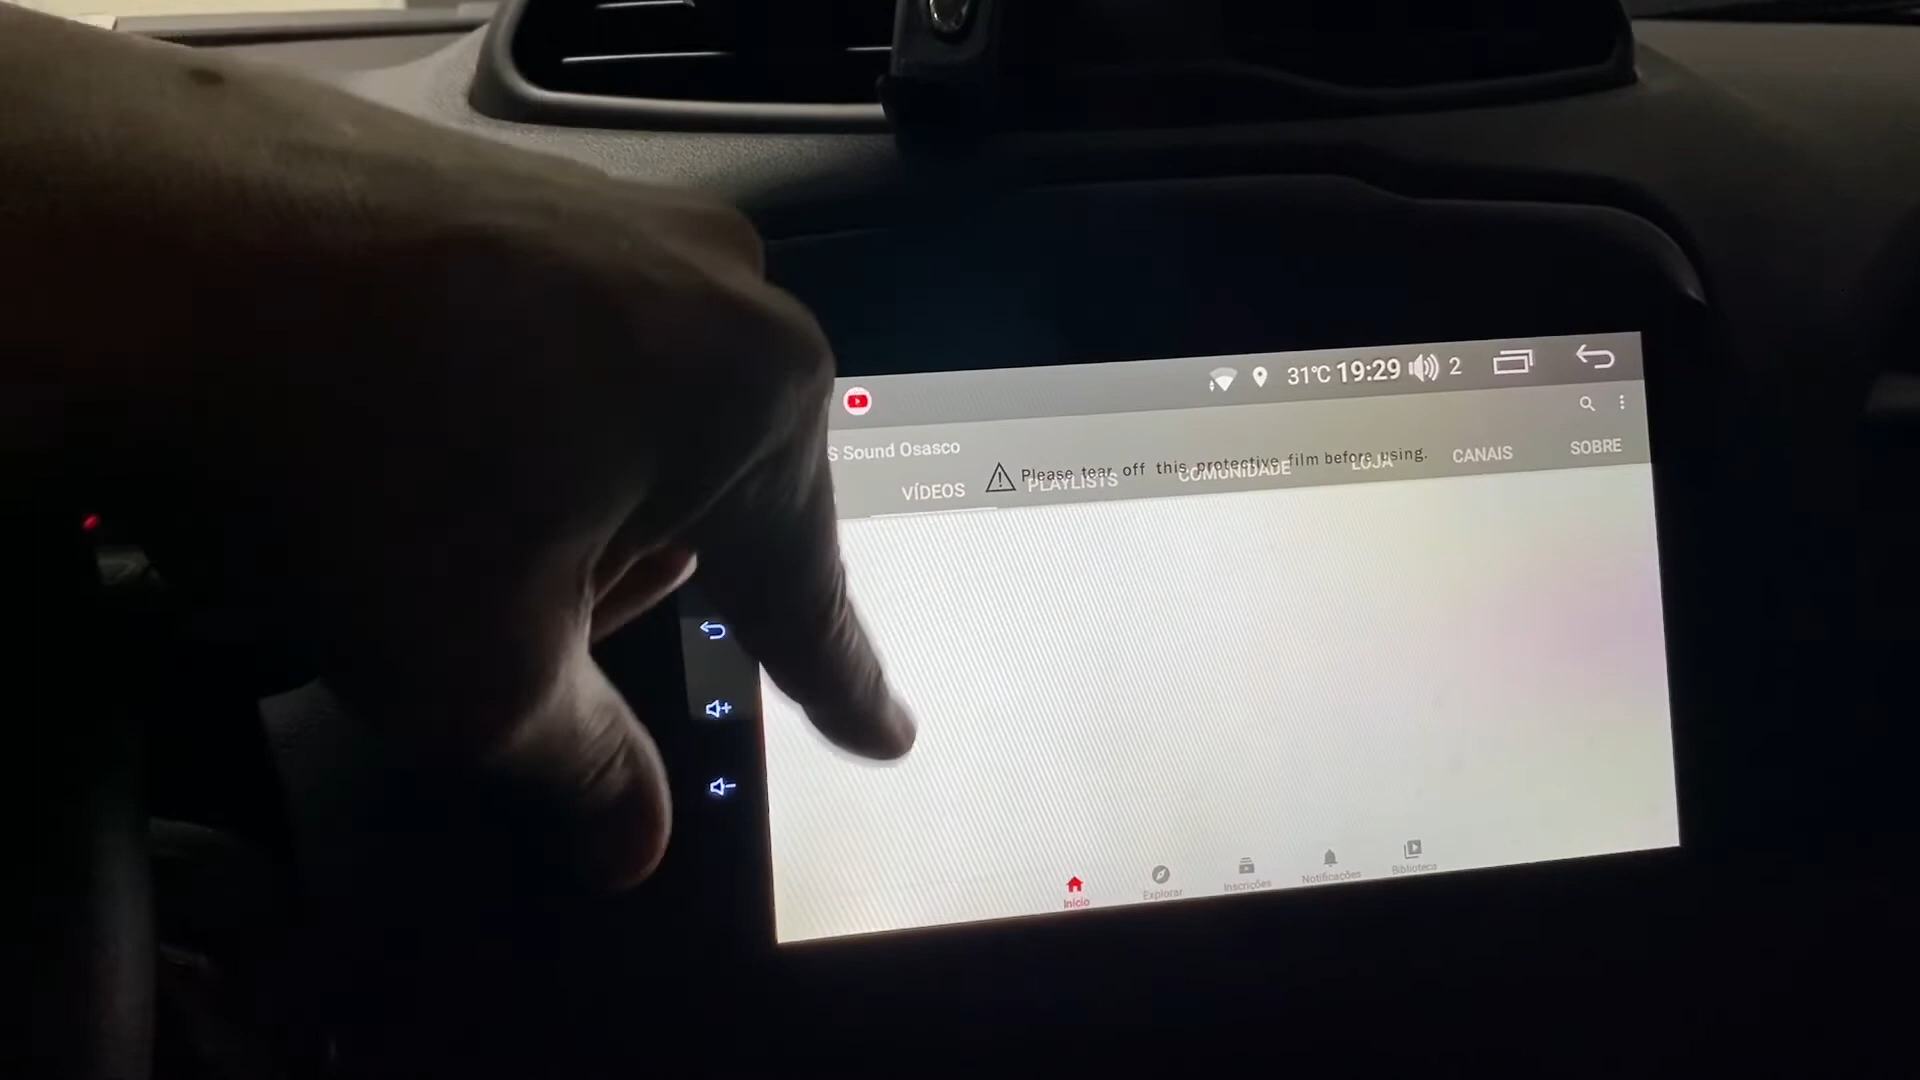 31°C 19:29 2
S Sound Osasco
Please tear off this protective film before using.
VÍDEOS PLAYLISTS COMUNIDADE LOJA CANAIS SOBRE
Início Explorar Inscrições Notificações Biblioteca